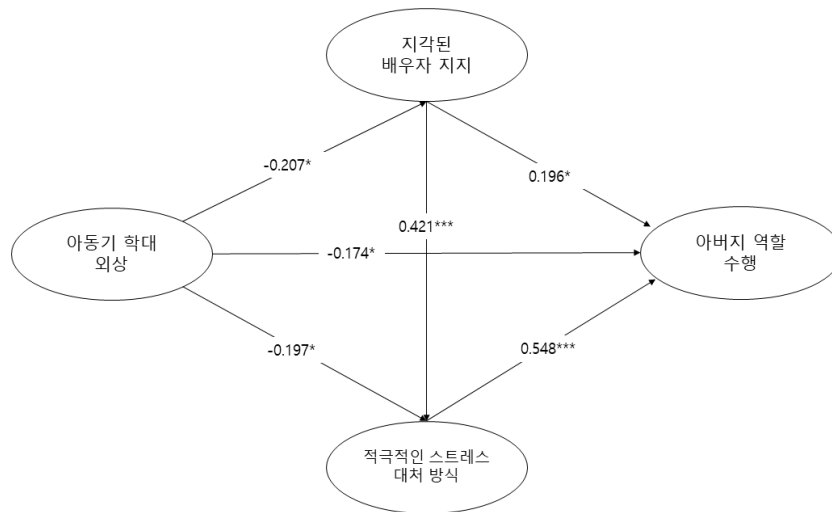 지각된
배우자 지지
-0.207*
0.196*
아동기 학대
외상
0.421***
-0.174*
아버지 역할
수행
-0.197*
0.548***
적극적인 스트레스
대처 방식